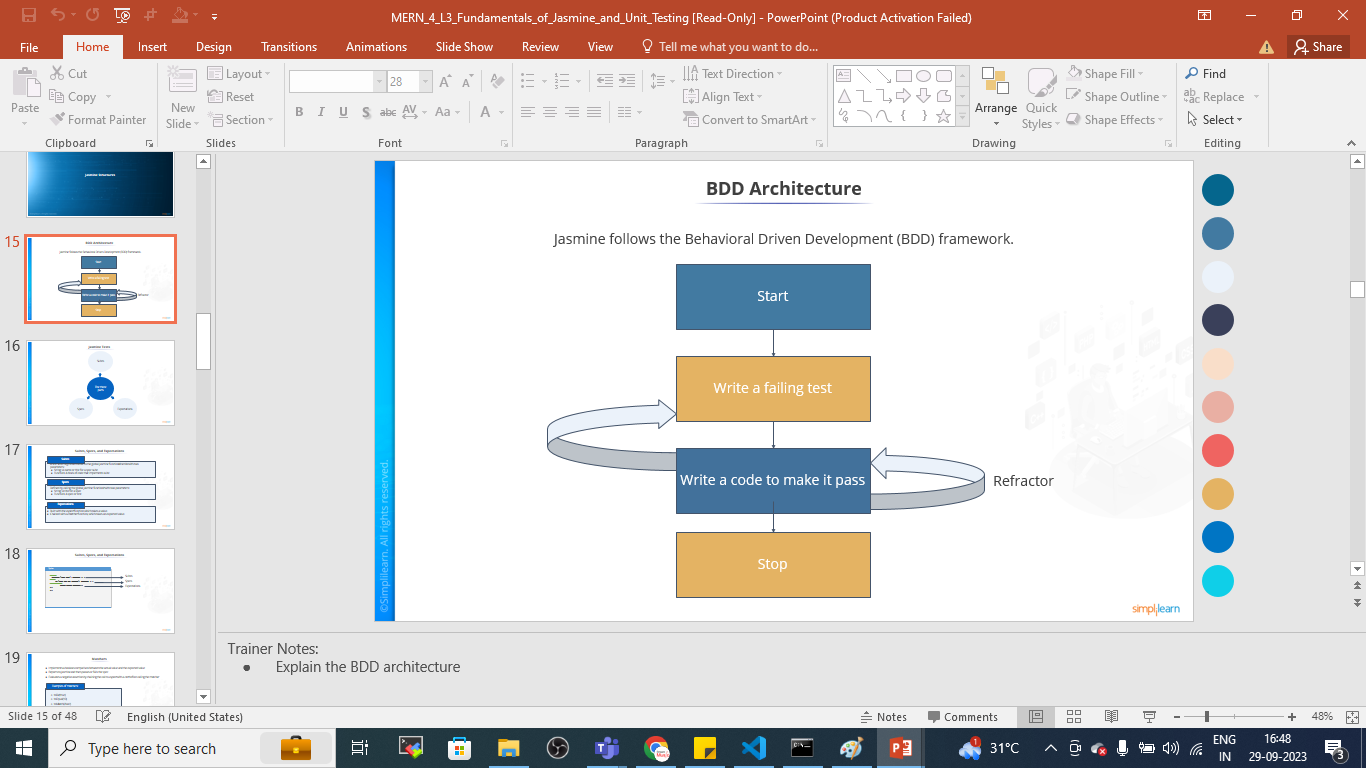 MERN_4_L3_Fundamentals_of_Jasmine_and_Unit_Testing [Read-Only] - PowerPoint (Product Activation Failed)
File Home Insert Design Transitions Animations Slide Show Review View Tell me what you want to do... Share
Paste
Cut
Copy
Format Painter
Clipboard
New
Slide
Layout
Reset
Section
Slides
28
B I U S abc AV Aa A
Font
Text Direction
Align Text
Convert to SmartArt
Paragraph
Arrange
Quick
Styles
Shape Fill
Shape Outline
Shape Effects
Drawing
Find
Replace
Select
Editing
Jasmine Structures
15
16
17
18
19
BDD Architecture
Jasmine follows the Behavioral Driven Development (BDD) framework.
Start
Write a failing test
Write a code to make it pass
Refractor
Stop
©Simplilearn. All rights reserved.
simplilearn
Trainer Notes:
● Explain the BDD architecture
Slide 15 of 48 English (United States) Notes Comments 48%
Type here to search
31°C
ENG
IN
16:48
29-09-2023
3